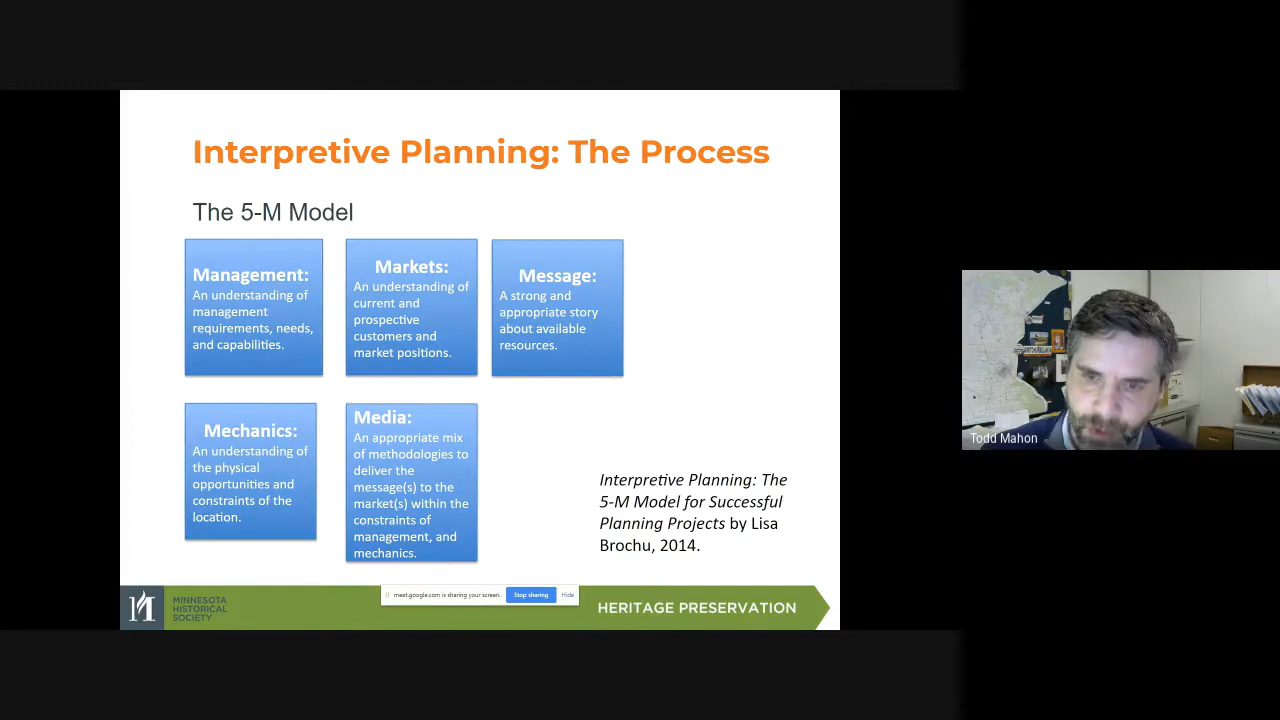 Interpretive Planning: The Process
The 5-M Model
Management:
An understanding of
management
requirements, needs,
and capabilities.
Markets:
An understanding of
current and
prospective
customers and
market positions.
Message:
A strong and
appropriate story
about available
resources.
Mechanics:
An understanding of
the physical
opportunities and
constraints of the
location.
Media:
An appropriate mix
of methodologies to
deliver the
message(s) to the
market(s) within the
constraints of
management, and
mechanics.
Interpretive Planning: The
5-M Model for Successful
Planning Projects by Lisa
Brochu, 2014.
MINNESOTA
HISTORICAL
SOCIETY
meet.google.com is sharing your screen.
Stop sharing
Hide
HERITAGE PRESERVATION
Todd Mahon